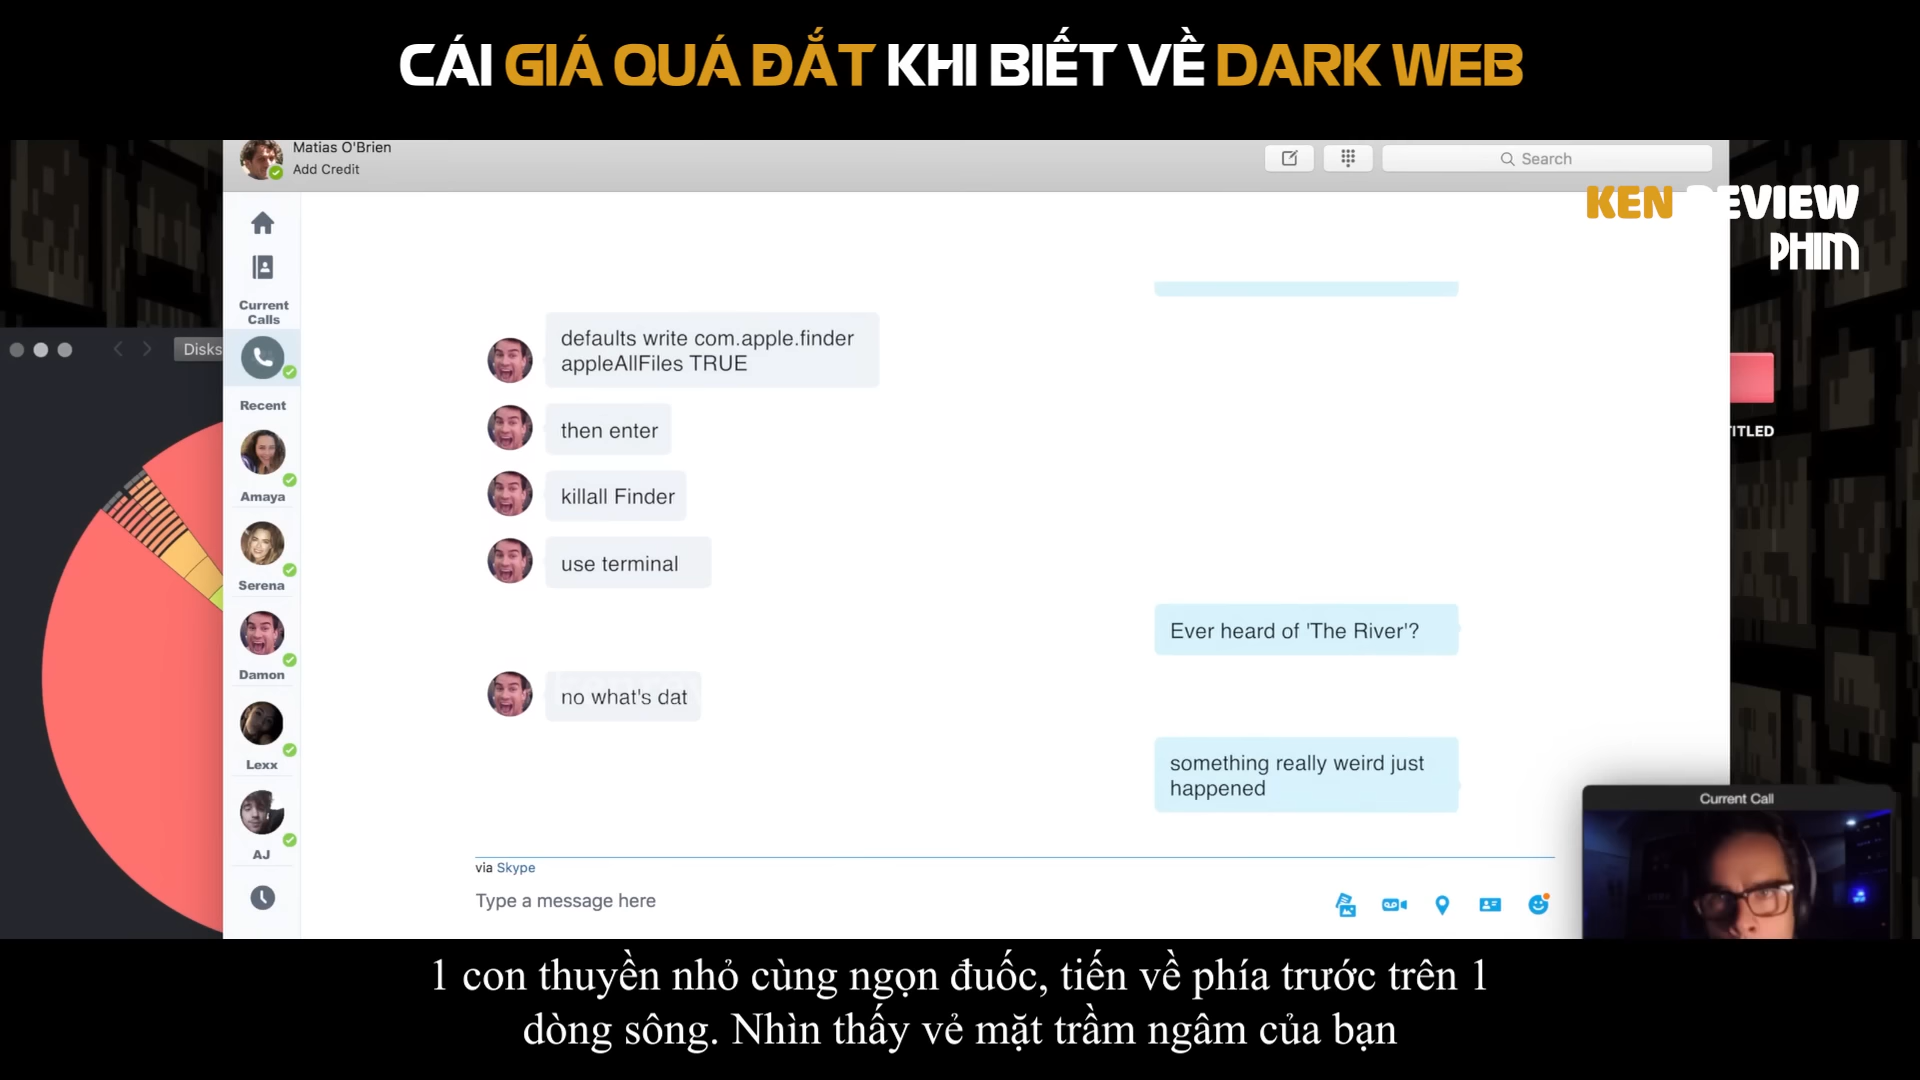 CÁI GIÁ QUÁ ĐẮT KHI BIẾT VỀ DARK WEB
Matias O'Brien
Add Credit
Search
KEN REVIEW
PHIM
Current
Calls
Disks
Recent
Amaya
Serena
Damon
Lexx
AJ
defaults write com.apple.finder
appleAllFiles TRUE
then enter
killall Finder
use terminal
Ever heard of 'The River'?
no what's dat
something really weird just
happened
ITLED
Current Call
via Skype
Type a message here
1 con thuyền nhỏ cùng ngọn đuốc, tiến về phía trước trên 1
dòng sông. Nhìn thấy vẻ mặt trầm ngâm của bạn